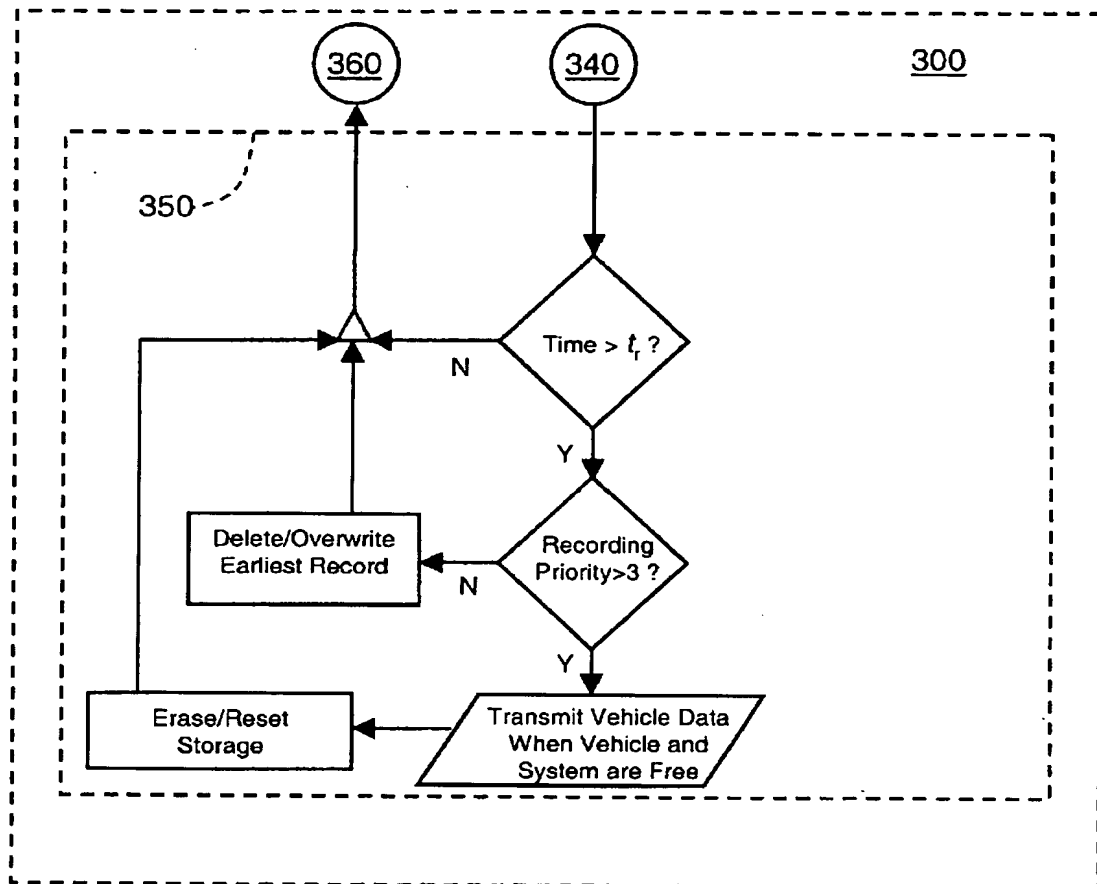 360
340
300
350
Time > tr ?
N
Y
Delete/Overwrite
Earliest Record
Recording
Priority>3 ?
N
Y
Erase/Reset
Storage
Transmit Vehicle Data
When Vehicle and
System are Free